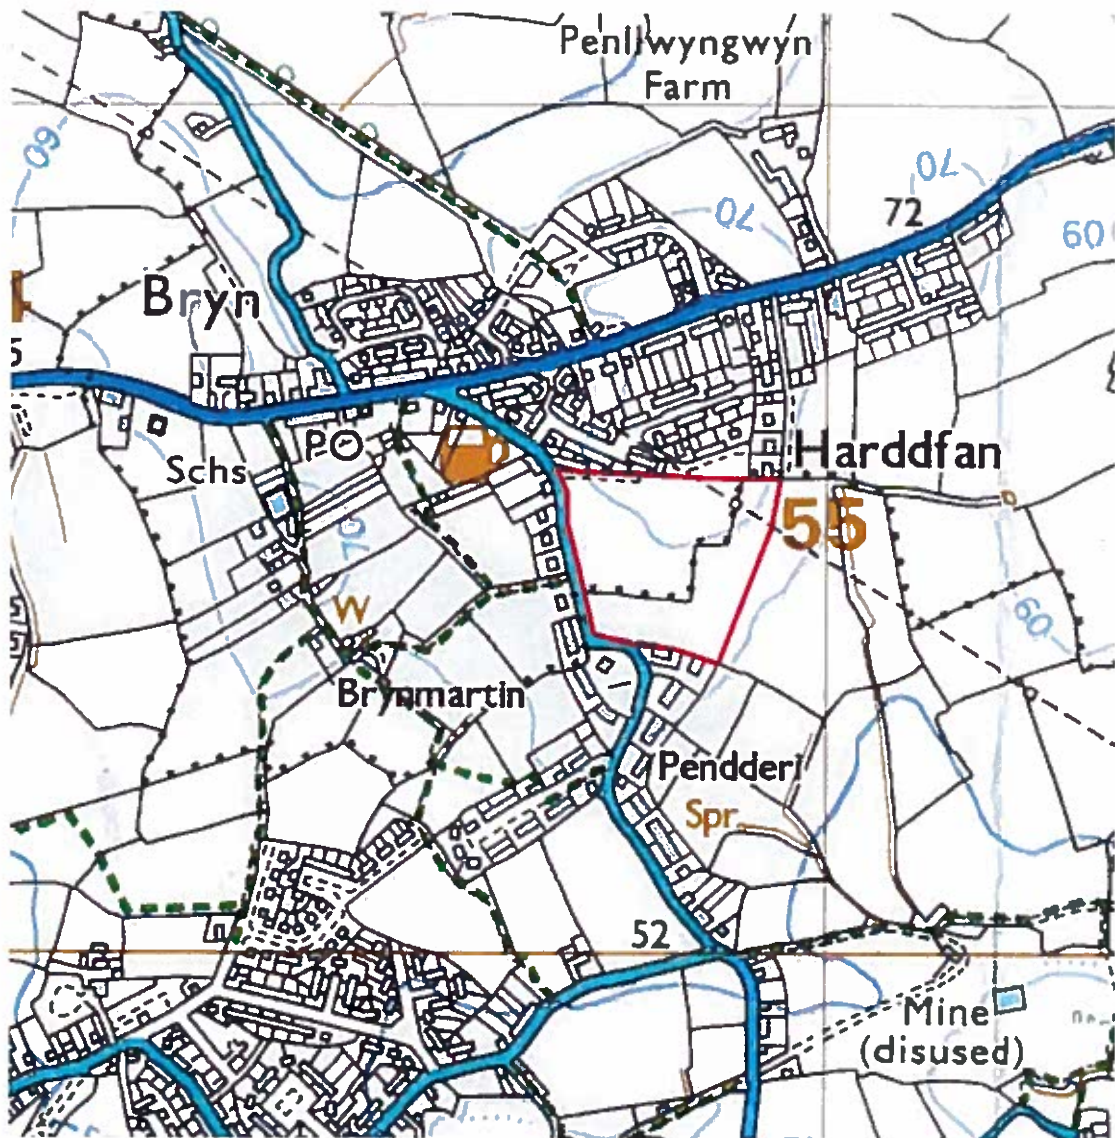 Penllwyngwyn
Farm
60
70
70
72
60
Bryn
5
PO
Schs
Harddfan
55
70
W
60
Brynmartin
Pendderi
Spr
52
Mine
(disused)